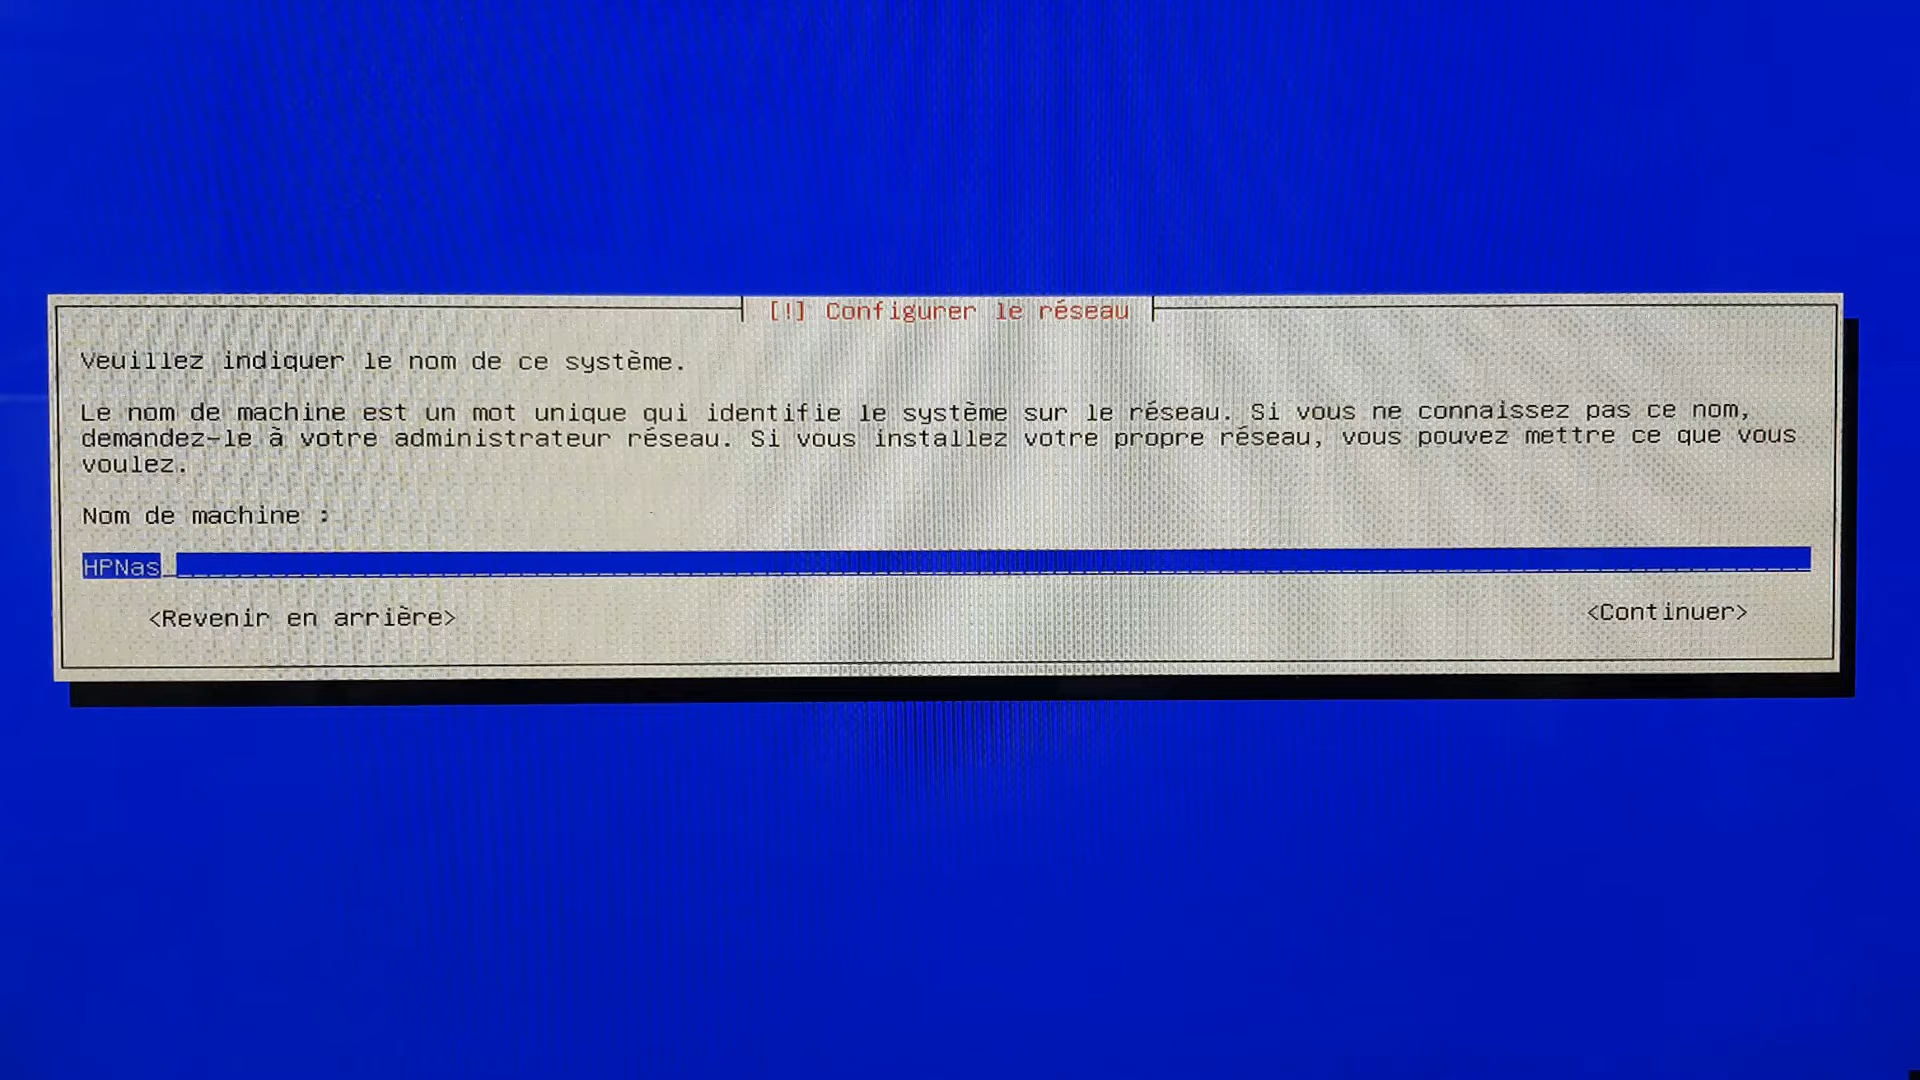 [!] Configurer le réseau
Veuillez indiquer le nom de ce système.
Le nom de machine est un mot unique qui identifie le système sur le réseau. Si vous ne connaissez pas ce nom,
demandez-le à votre administrateur réseau. Si vous installez votre propre réseau, vous pouvez mettre ce que vous
voulez.
Nom de machine :
HPNas
<Revenir en arrière>
<Continuer>